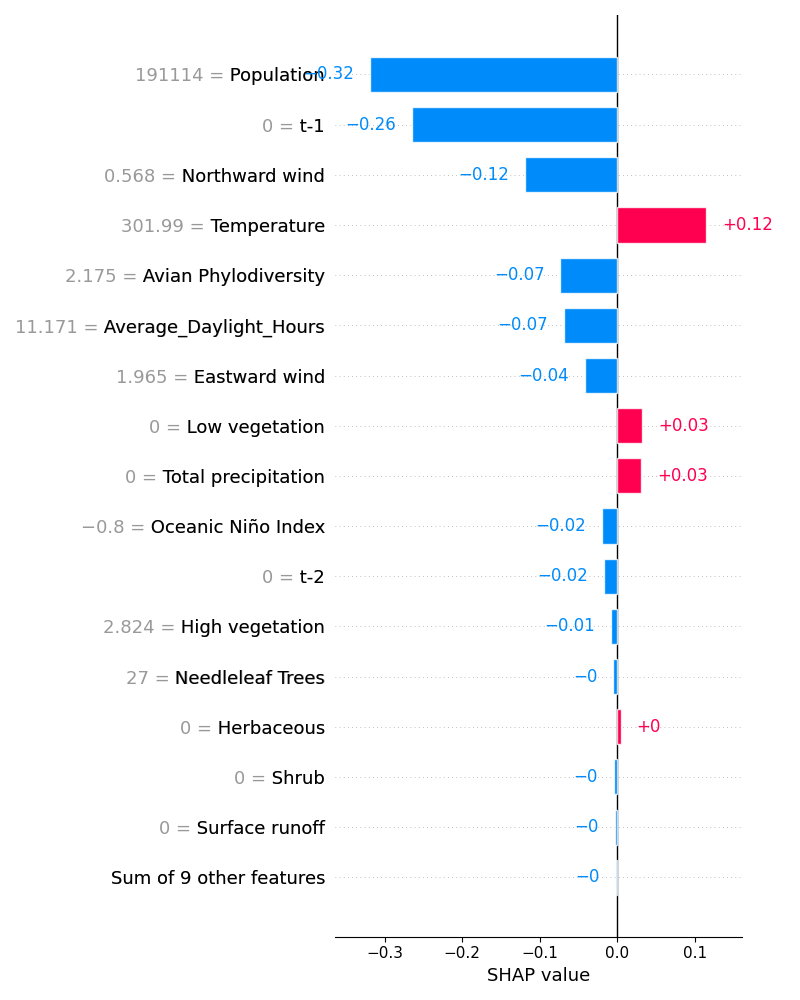 191114 = Population −0.32
0 = t-1 −0.26
0.568 = Northward wind −0.12
301.99 = Temperature +0.12
2.175 = Avian Phylodiversity −0.07
11.171 = Average_Daylight_Hours −0.07
1.965 = Eastward wind −0.04
0 = Low vegetation +0.03
0 = Total precipitation +0.03
−0.8 = Oceanic Niño Index −0.02
0 = t-2 −0.02
2.824 = High vegetation −0.01
27 = Needleleaf Trees −0
0 = Herbaceous +0
0 = Shrub −0
0 = Surface runoff −0
Sum of 9 other features −0
−0.3 −0.2 −0.1 0.0 0.1
SHAP value